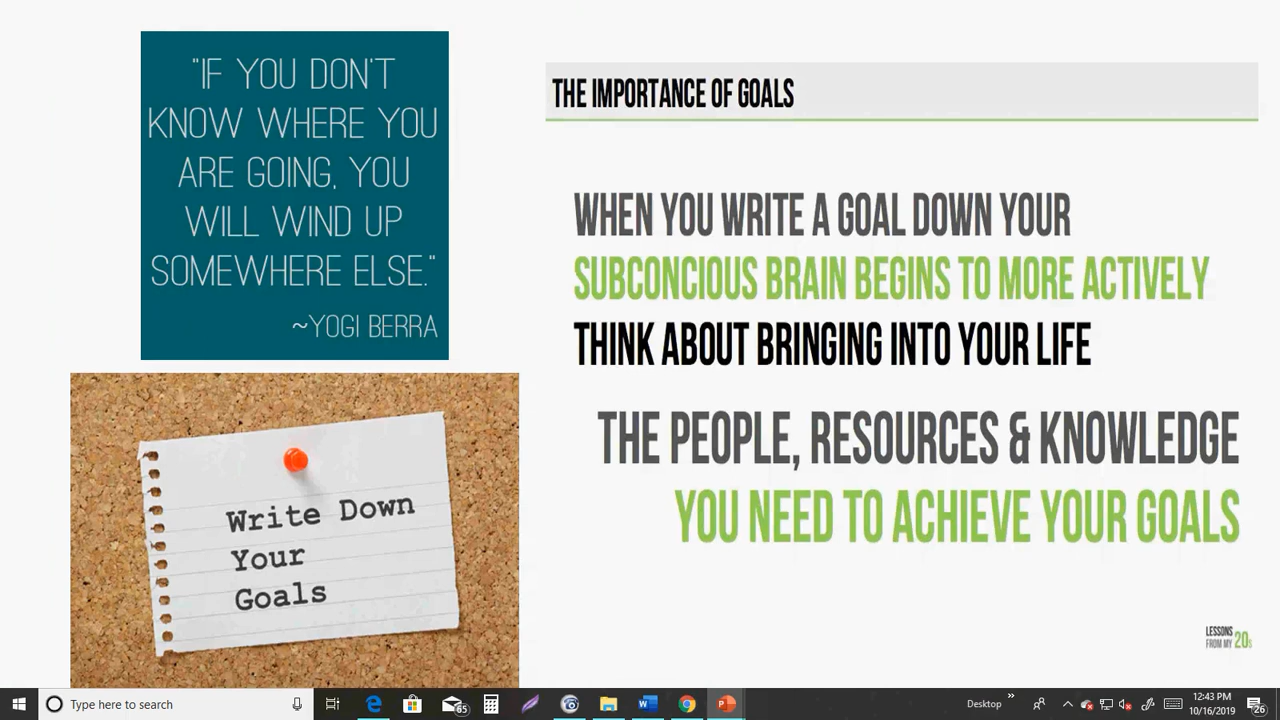 "IF YOU DON'T
KNOW WHERE YOU
ARE GOING, YOU
WILL WIND UP
SOMEWHERE ELSE."
~YOGI BERRA
Write Down
Your
Goals
THE IMPORTANCE OF GOALS
WHEN YOU WRITE A GOAL DOWN YOUR
SUBCONCIOUS BRAIN BEGINS TO MORE ACTIVELY
THINK ABOUT BRINGING INTO YOUR LIFE
THE PEOPLE, RESOURCES & KNOWLEDGE
YOU NEED TO ACHIEVE YOUR GOALS
LESSONS
FROM MY 20s
Type here to search
65
Desktop
12:43 PM
10/16/2019
26